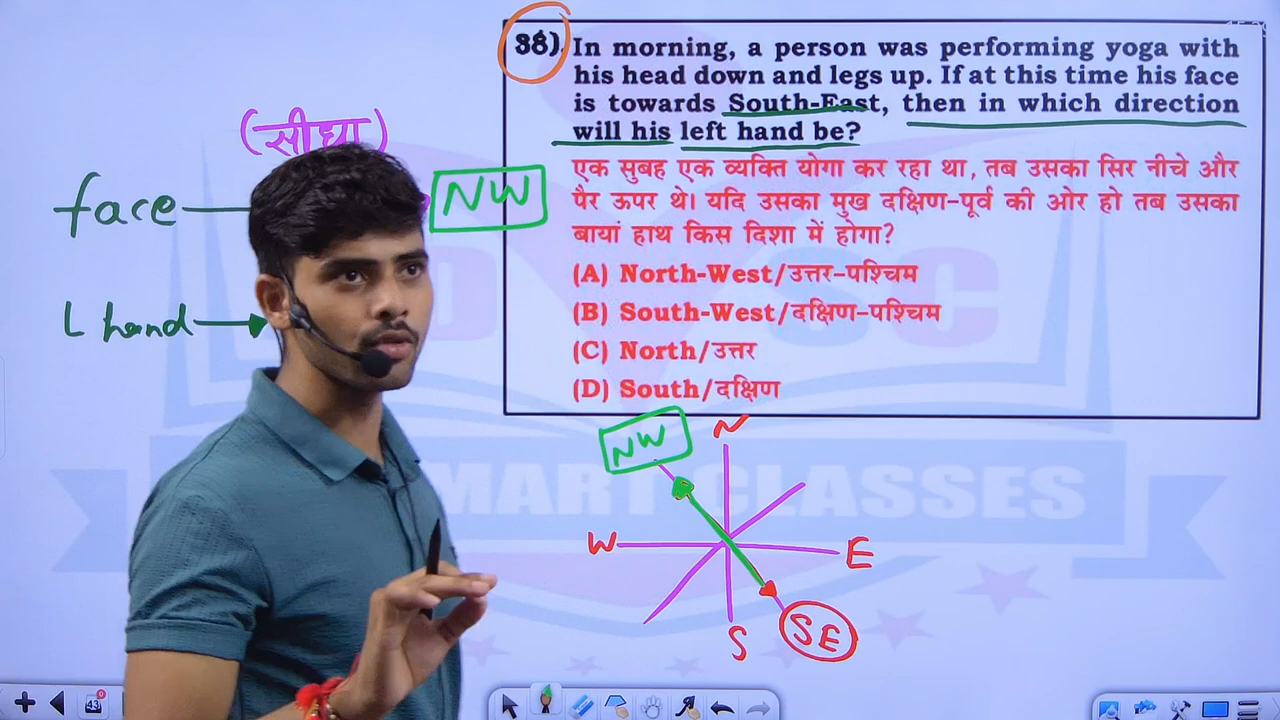 38). In morning, a person was performing yoga with
his head down and legs up. If at this time his face
is towards South-East, then in which direction
will his left hand be?
एक सुबह एक व्यक्ति योगा कर रहा था, तब उसका सिर नीचे और
पैर ऊपर थे। यदि उसका मुख दक्षिण-पूर्व की ओर हो तब उसका
बायां हाथ किस दिशा में होगा?
(A) North-West/उत्तर-पश्चिम
(B) South-West/दक्षिण-पश्चिम
(C) North/उत्तर
(D) South/दक्षिण
(सीधा)
face
NW
L hand
NW
N
W
E
S
SE
MART CLASSES
D
SC